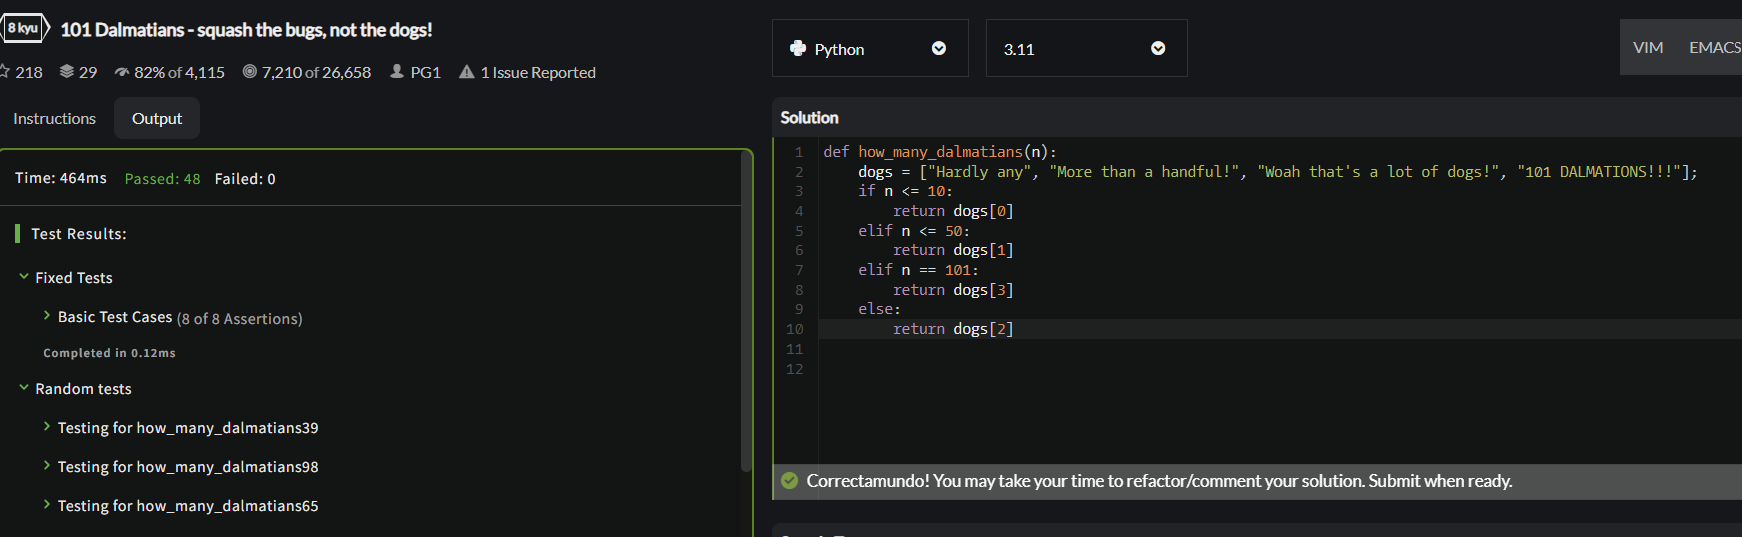 8 kyu 101 Dalmatians - squash the bugs, not the dogs!
218 29 82% of 4,115 7,210 of 26,658 PG1 1 Issue Reported
Instructions Output
Time: 464ms Passed: 48 Failed: 0
Test Results:
Fixed Tests
Basic Test Cases (8 of 8 Assertions)
Completed in 0.12ms
Random tests
Testing for how_many_dalmatians39
Testing for how_many_dalmatians98
Testing for how_many_dalmatians65
Python 3.11 VIM EMACS
Solution
1 def how_many_dalmatians(n):
2 dogs = ["Hardly any", "More than a handful!", "Woah that's a lot of dogs!", "101 DALMATIONS!!!"];
3 if n <= 10:
4 return dogs[0]
5 elif n <= 50:
6 return dogs[1]
7 elif n == 101:
8 return dogs[3]
9 else:
10 return dogs[2]
11
12
Correctamundo! You may take your time to refactor/comment your solution. Submit when ready.